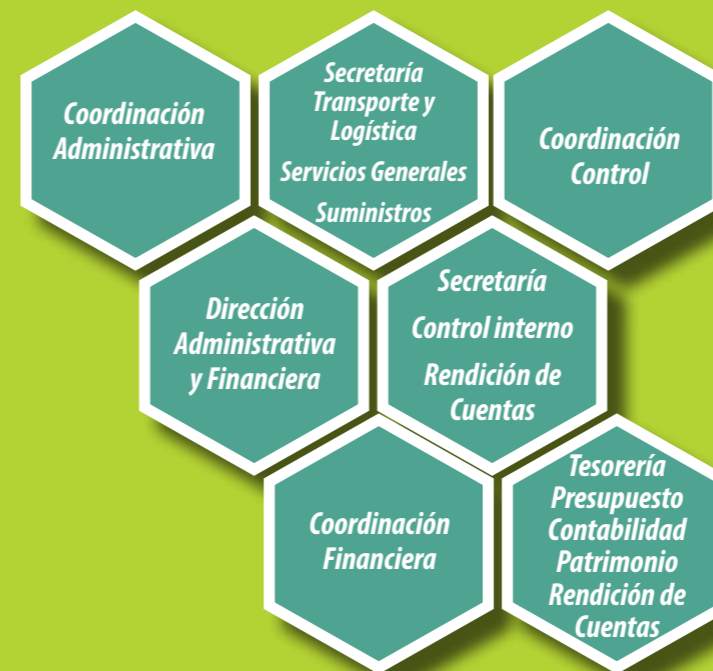 Coordinación
Administrativa
Secretaría
Transporte y
Logística
Servicios Generales
Suministros
Coordinación
Control
Dirección
Administrativa
y Financiera
Secretaría
Control interno
Rendición de
Cuentas
Coordinación
Financiera
Tesorería
Presupuesto
Contabilidad
Patrimonio
Rendición de
Cuentas